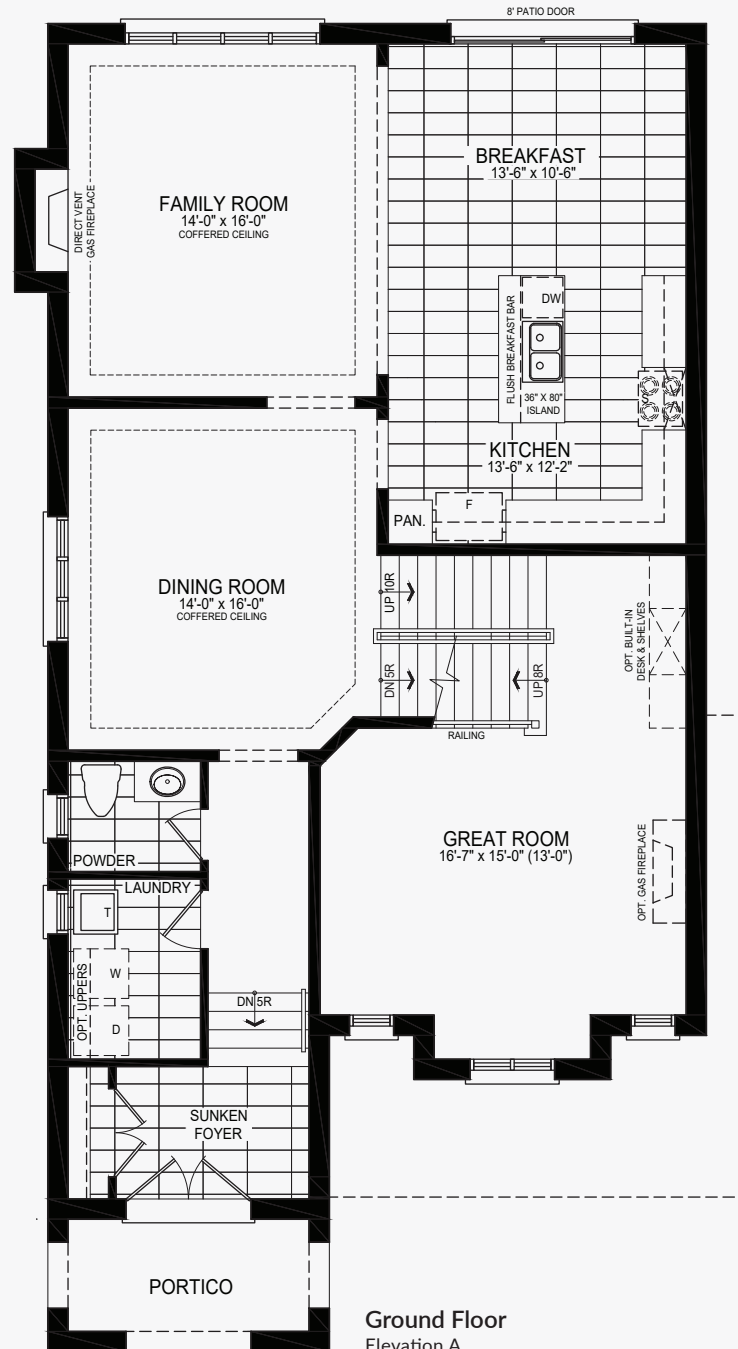 8' PATIO DOOR
BREAKFAST
13'-6" x 10'-6"
FAMILY ROOM
14'-0" x 16'-0"
COFFERED CEILING
DIRECT VENT
GAS FIREPLACE
DW
FLUSH BREAKFAST BAR
36" X 80"
ISLAND
KITCHEN
13'-6" x 12'-2"
F
PAN.
DINING ROOM
14'-0" x 16'-0"
COFFERED CEILING
UP 10R
DN 5R
UP 8R
RAILING
OPT. BUILT-IN
DESK & SHELVES
GREAT ROOM
16'-7" x 15'-0" (13'-0")
OPT. GAS FIREPLACE
POWDER
LAUNDRY
T
W
D
OPT. UPPERS
DN 5R
SUNKEN
FOYER
PORTICO
Ground Floor
Elevation A